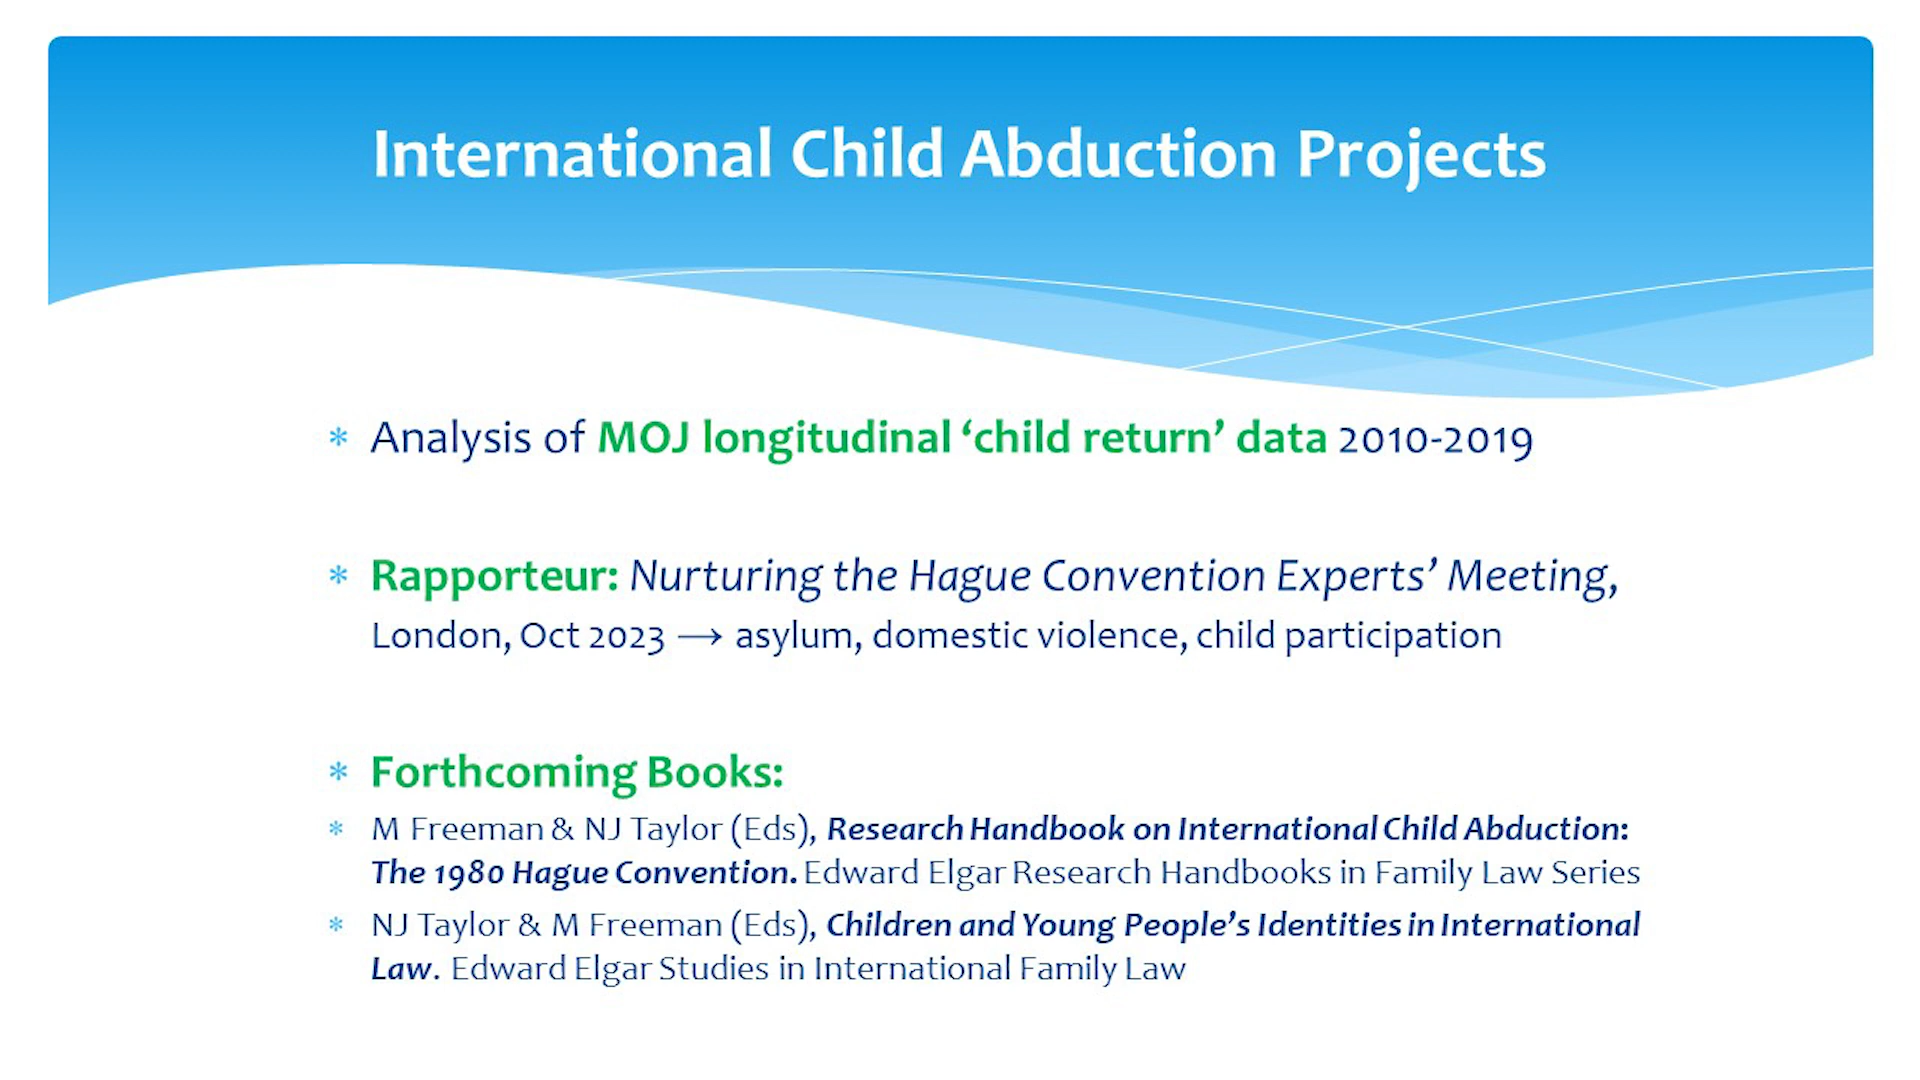 International Child Abduction Projects
* Analysis of MOJ longitudinal ‘child return’ data 2010-2019
* Rapporteur: Nurturing the Hague Convention Experts’ Meeting,
London, Oct 2023 → asylum, domestic violence, child participation
* Forthcoming Books:
* M Freeman & NJ Taylor (Eds), Research Handbook on International Child Abduction:
The 1980 Hague Convention. Edward Elgar Research Handbooks in Family Law Series
* NJ Taylor & M Freeman (Eds), Children and Young People’s Identities in International
Law. Edward Elgar Studies in International Family Law